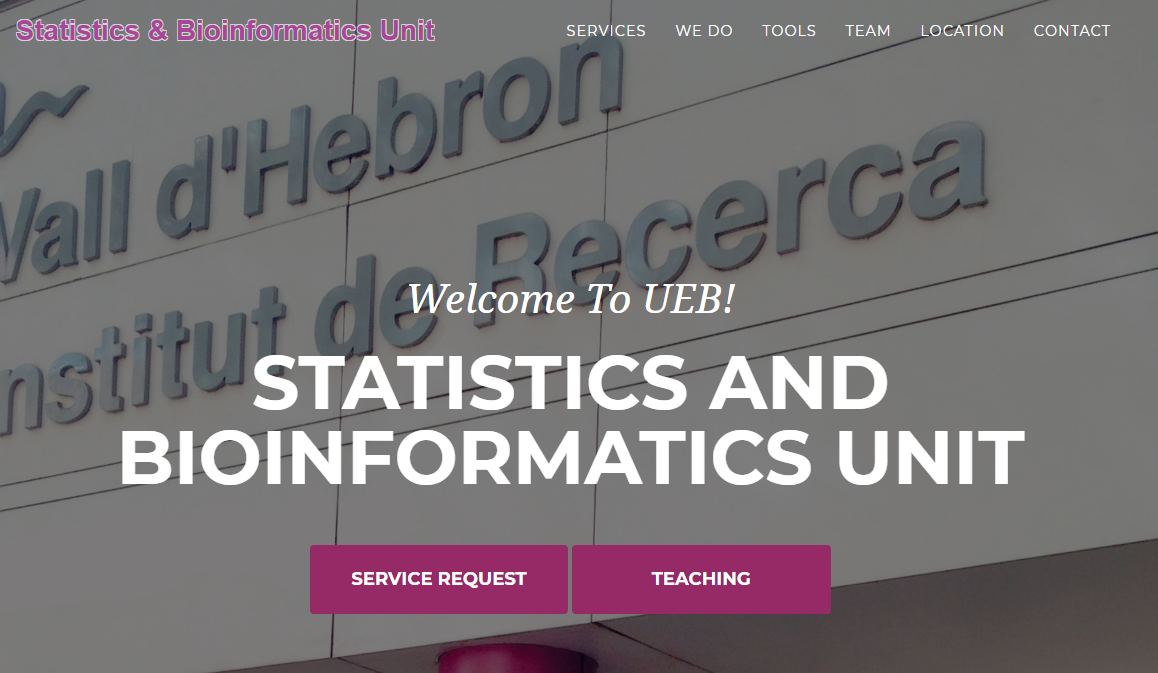 Statistics & Bioinformatics Unit
SERVICES WE DO TOOLS TEAM LOCATION CONTACT
Vall d'Hebron
Institut de Recerca
Welcome To UEB!
STATISTICS AND
BIOINFORMATICS UNIT
SERVICE REQUEST
TEACHING